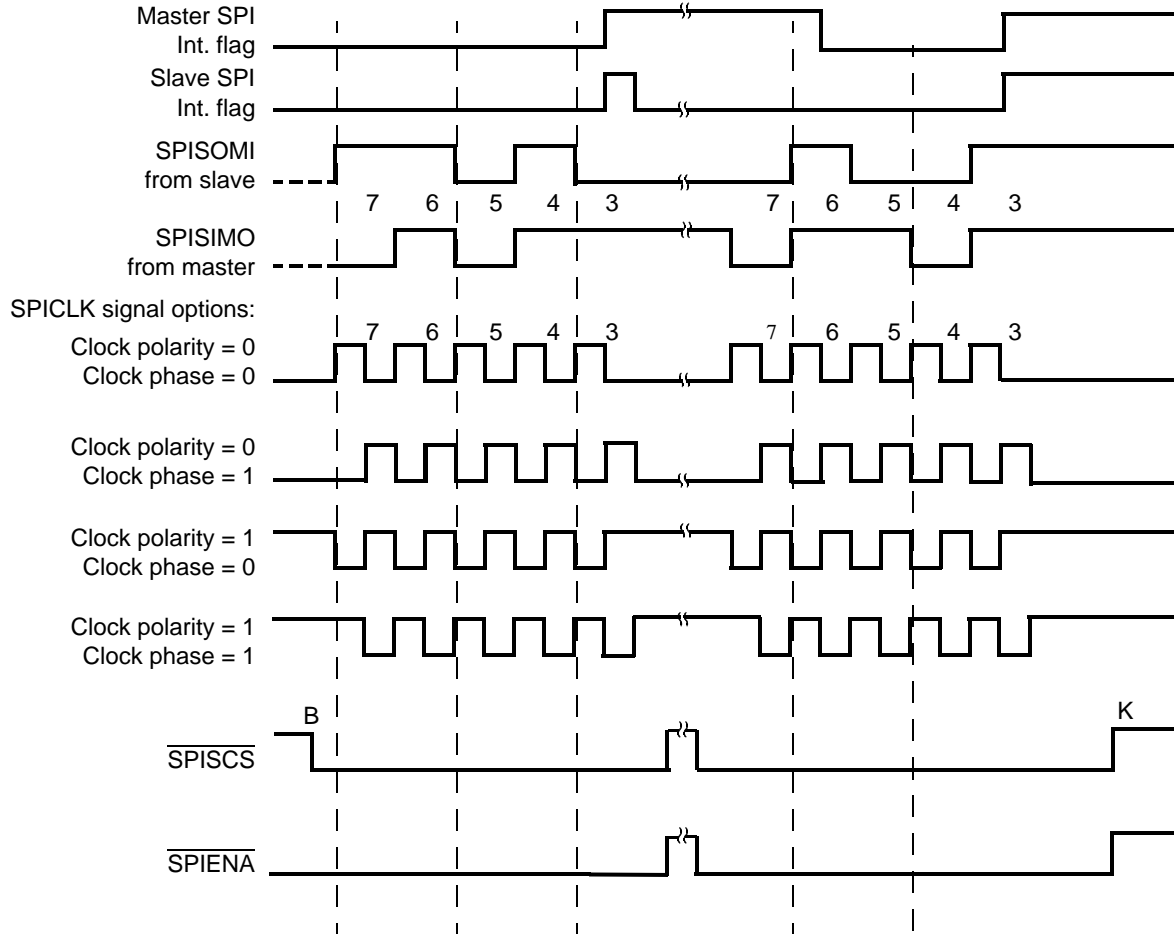 Master SPI
Int. flag
Slave SPI
Int. flag
SPISOMI
from slave
7 6 5 4 3 7 6 5 4 3
SPISIMO
from master
SPICLK signal options:
7 6 5 4 3 7 6 5 4 3
Clock polarity = 0
Clock phase = 0
Clock polarity = 0
Clock phase = 1
Clock polarity = 1
Clock phase = 0
Clock polarity = 1
Clock phase = 1
B K
SPISCS
SPIENA